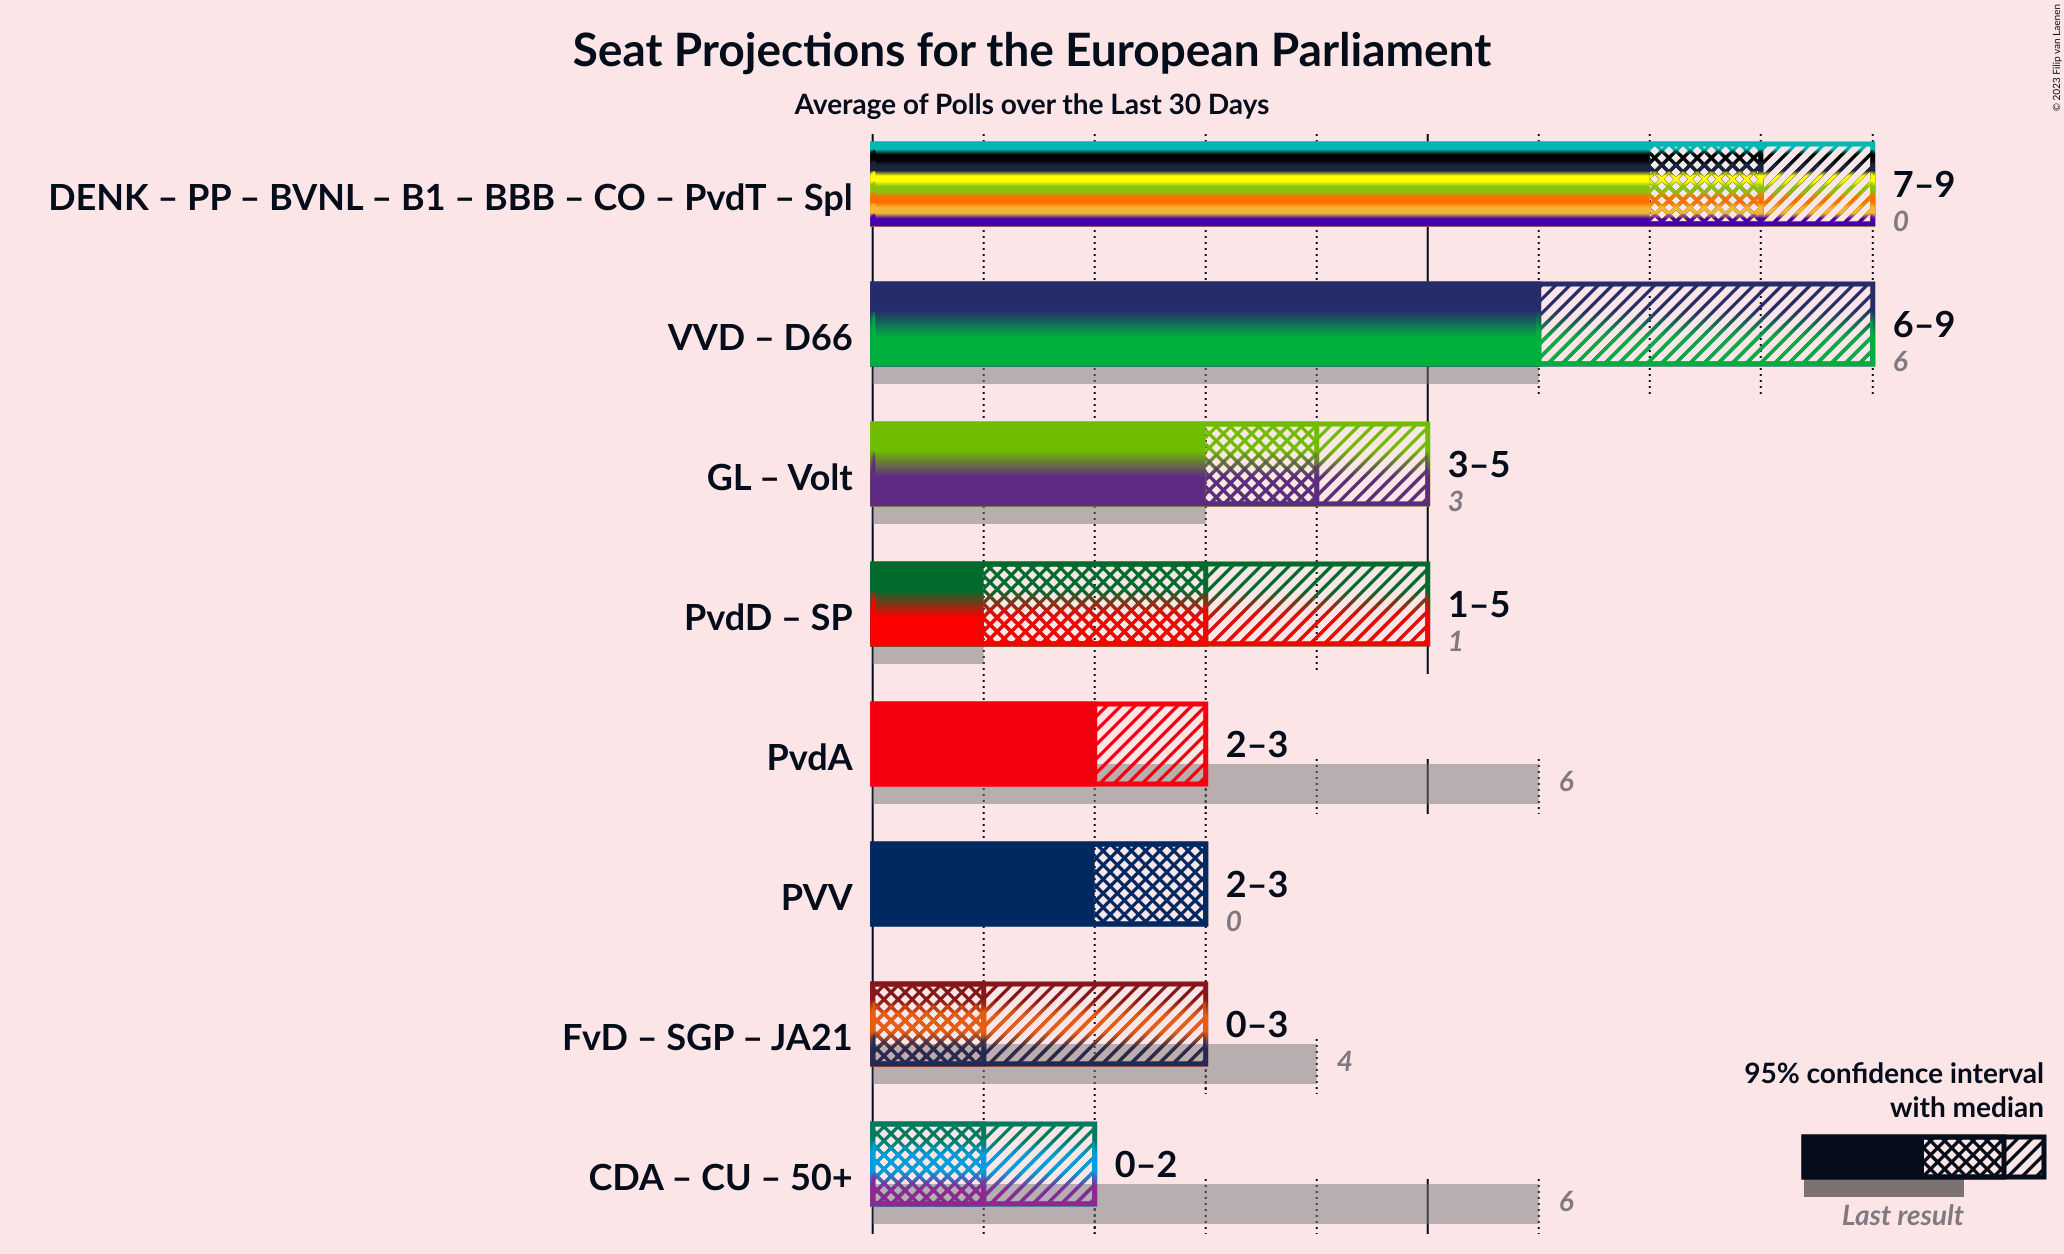 Seat Projections for the European Parliament
Average of Polls over the Last 30 Days
© 2023 Filip van Laenen
DENK – PP – BVNL – B1 – BBB – CO – PvdT – Spl
7–9
0
VVD – D66
6–9
6
GL – Volt
3–5
3
PvdD – SP
1–5
1
PvdA
2–3
6
PVV
2–3
0
FvD – SGP – JA21
0–3
4
CDA – CU – 50+
0–2
6
95% confidence interval
with median
Last result